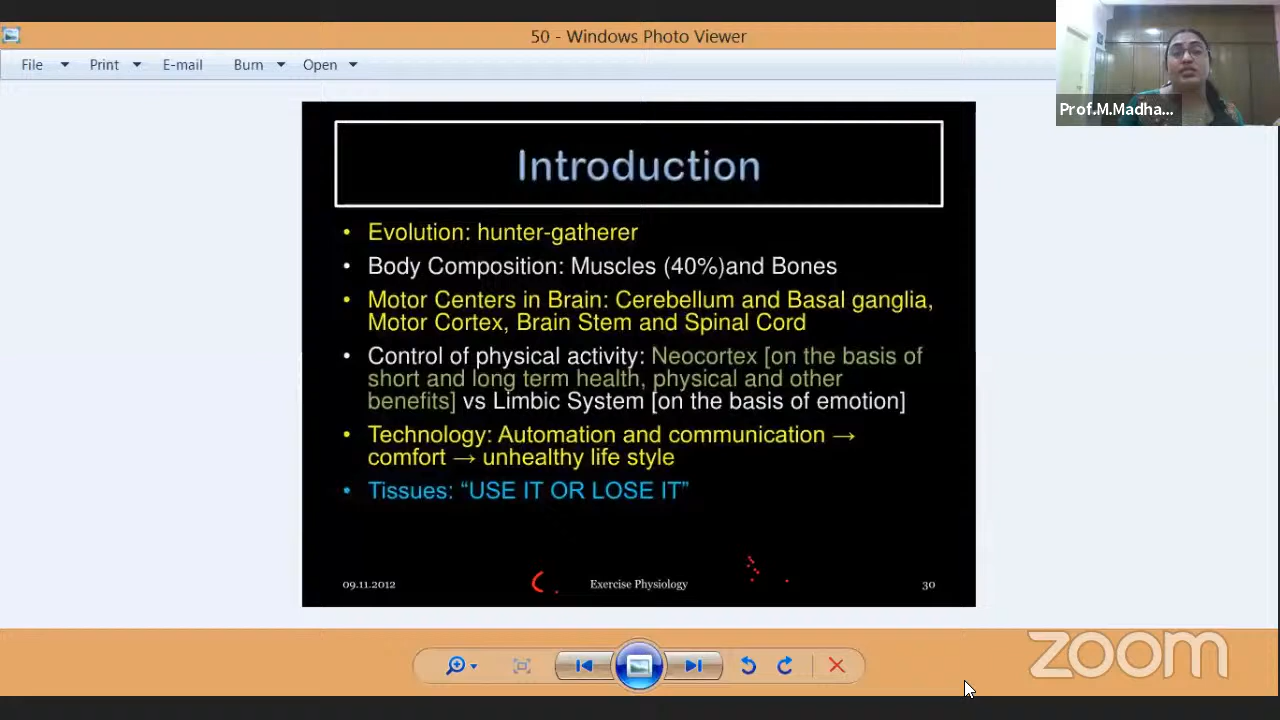 50 - Windows Photo Viewer
File Print E-mail Burn Open
Prof.M.Madha...
Introduction
• Evolution: hunter-gatherer
• Body Composition: Muscles (40%)and Bones
• Motor Centers in Brain: Cerebellum and Basal ganglia,
Motor Cortex, Brain Stem and Spinal Cord
• Control of physical activity: Neocortex [on the basis of
short and long term health, physical and other
benefits] vs Limbic System [on the basis of emotion]
• Technology: Automation and communication →
comfort → unhealthy life style
• Tissues: “USE IT OR LOSE IT”
09.11.2012 Exercise Physiology 30
zoom